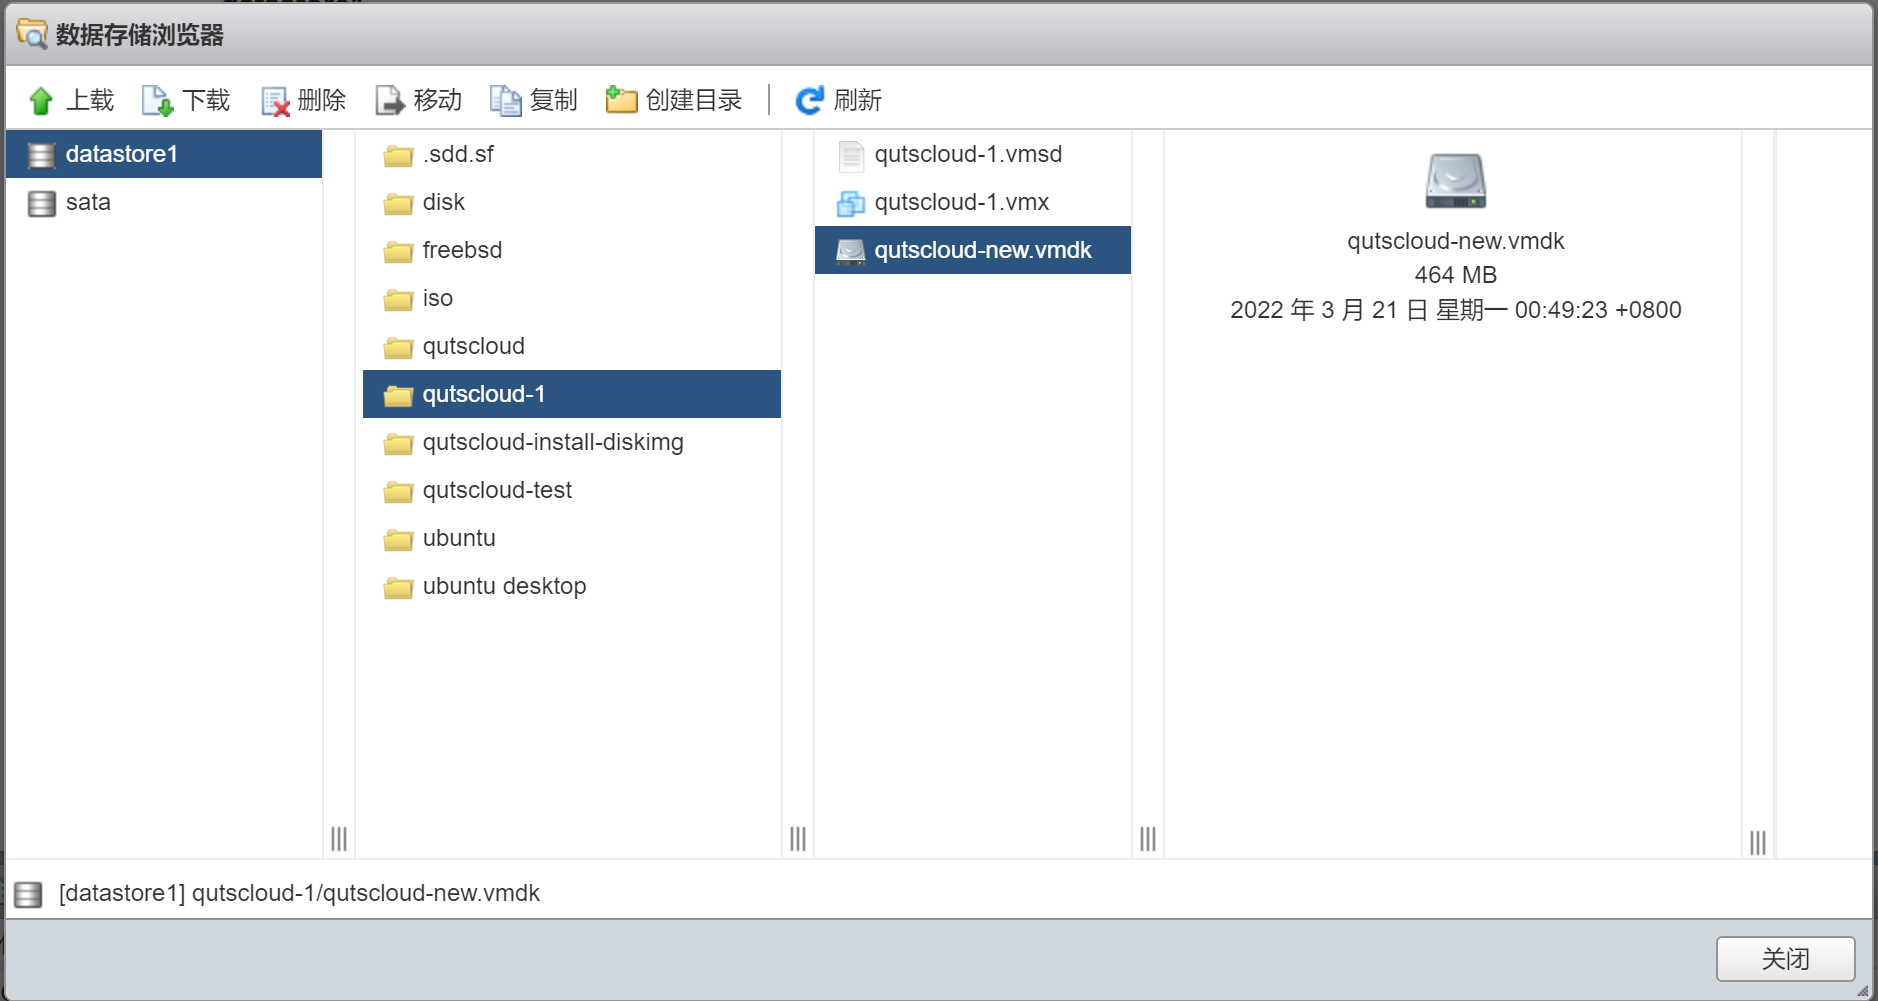 数据存储浏览器
上载 下载 删除 移动 复制 创建目录 刷新
datastore1
sata
.sdd.sf
disk
freebsd
iso
qutscloud
qutscloud-1
qutscloud-install-diskimg
qutscloud-test
ubuntu
ubuntu desktop
qutscloud-1.vmsd
qutscloud-1.vmx
qutscloud-new.vmdk
qutscloud-new.vmdk
464 MB
2022 年 3 月 21 日 星期一 00:49:23 +0800
[datastore1] qutscloud-1/qutscloud-new.vmdk
关闭